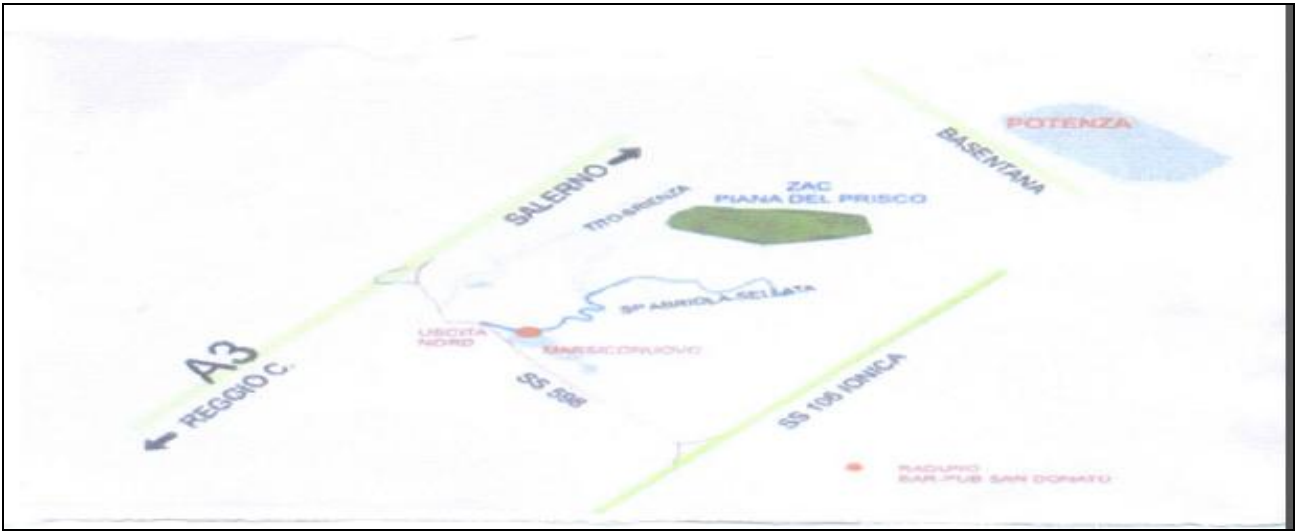 POTENZA
BASENTANA
SALERNO
ZAC
PIANA DEL PRISCO
TITO-BRIENZA
SP ABRIOLA-SELLATA
USCITA
NORD
MARSICONUOVO
A3
REGGIO C.
SS 598
SS 106 IONICA
RADUNO
BAR-PUB SAN DONATO